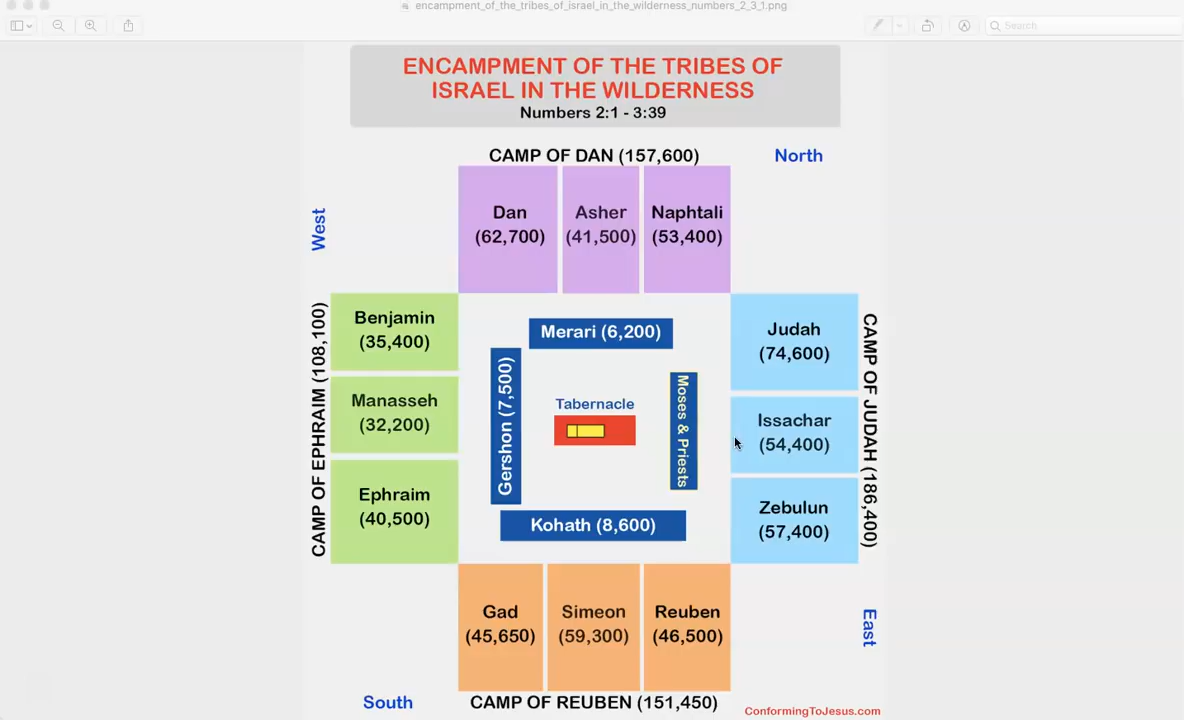 encampment_of_the_tribes_of_israel_in_the_wilderness_numbers_2_3_1.png
Search
ENCAMPMENT OF THE TRIBES OF
ISRAEL IN THE WILDERNESS
Numbers 2:1 - 3:39
CAMP OF DAN (157,600)
North
West
Dan
(62,700)
Asher
(41,500)
Naphtali
(53,400)
CAMP OF EPHRAIM (108,100)
Benjamin
(35,400)
Manasseh
(32,200)
Ephraim
(40,500)
Merari (6,200)
Gershon (7,500)
Tabernacle
Moses & Priests
Kohath (8,600)
Judah
(74,600)
Issachar
(54,400)
Zebulun
(57,400)
CAMP OF JUDAH (186,400)
Gad
(45,650)
Simeon
(59,300)
Reuben
(46,500)
East
South
CAMP OF REUBEN (151,450)
ConformingToJesus.com